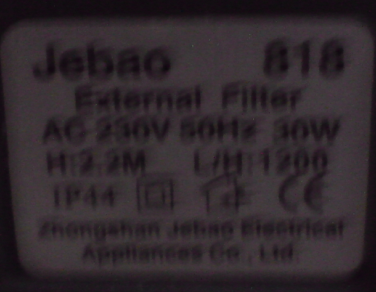 Jebao 818
External Filter
AC 230V 50Hz 30W
H:2.2M L/H:1200
IP44 CE
Zhongshan Jebao Electrical
Appliances Co., Ltd.